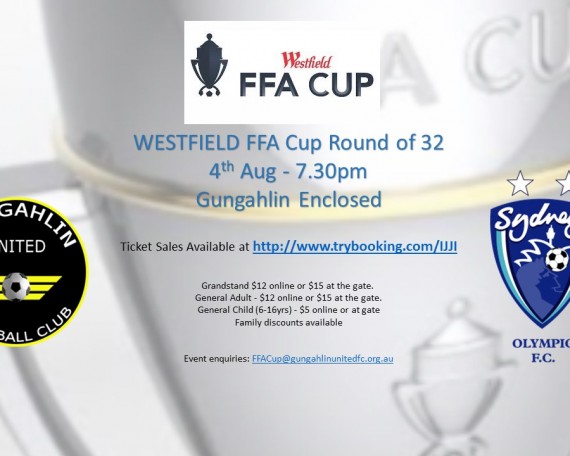 A CU
Westfield
FFA CUP
WESTFIELD FFA Cup Round of 32
4th Aug - 7.30pm
Gungahlin Enclosed
Ticket Sales Available at http://www.trybooking.com/IJJI
Grandstand $12 online or $15 at the gate.
General Adult - $12 online or $15 at the gate.
General Child (6-16yrs) - $5 online or at gate
Family discounts available
Event enquiries: FFACup@gungahlinunitedfc.org.au
GAHLIN
NITED
BALL CLUB
Sydney
OLYMPIC
F.C.